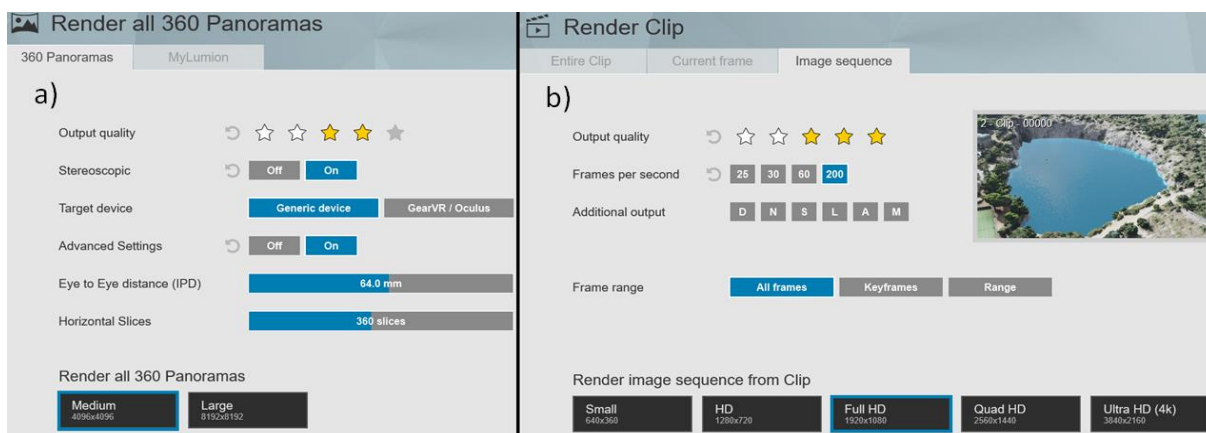 Render all 360 Panoramas
360 Panoramas MyLumion
a)
Output quality
Stereoscopic Off On
Target device Generic device GearVR / Oculus
Advanced Settings Off On
Eye to Eye distance (IPD) 64.0 mm
Horizontal Slices 360 slices
Render all 360 Panoramas
Medium Large
4096x4096 8192x8192
Render Clip
Entire Clip Current frame Image sequence
b)
2 - Clip - 00000
Output quality
Frames per second 25 30 60 200
Additional output D N S L A M
Frame range All frames Keyframes Range
Render image sequence from Clip
Small HD Full HD Quad HD Ultra HD (4k)
640x360 1280x720 1920x1080 2560x1440 3840x2160